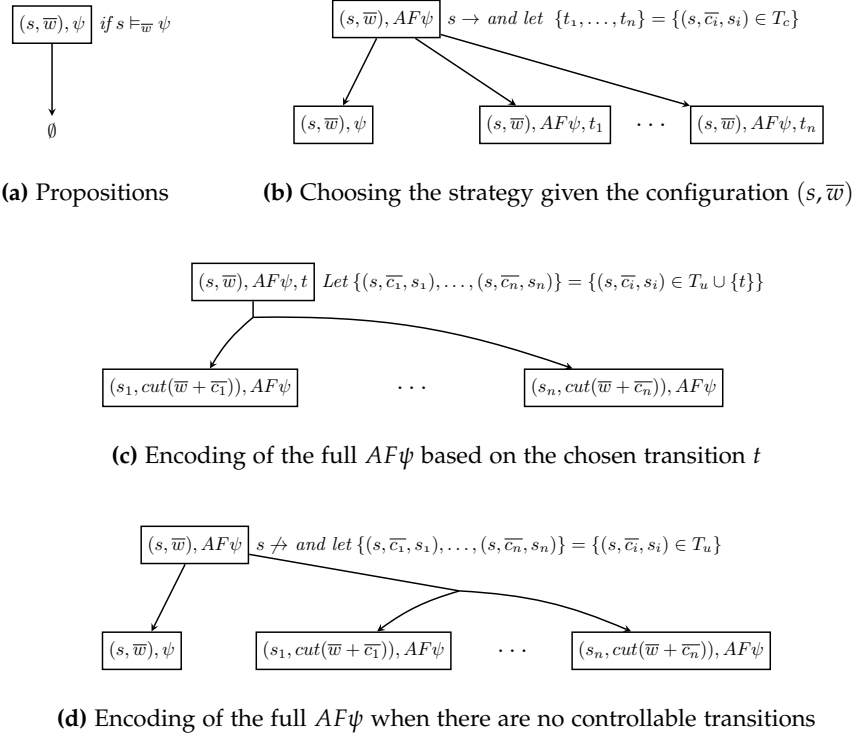 (s, w̅), ψ if s ⊨_w̅ ψ
∅
(a) Propositions
(s, w̅), AFψ s → and let {t₁, . . . , tₙ} = {(s, c̅ᵢ, sᵢ) ∈ T_c}
(s, w̅), ψ (s, w̅), AFψ, t₁ · · · (s, w̅), AFψ, tₙ
(b) Choosing the strategy given the configuration (s, w̅)
(s, w̅), AFψ, t Let {(s, c̅₁, s₁), . . . , (s, c̅ₙ, sₙ)} = {(s, c̅ᵢ, sᵢ) ∈ T_u ∪ {t}}
(s₁, cut(w̅ + c̅₁)), AFψ · · · (sₙ, cut(w̅ + c̅ₙ)), AFψ
(c) Encoding of the full AFψ based on the chosen transition t
(s, w̅), AFψ s ↛ and let {(s, c̅₁, s₁), . . . , (s, c̅ₙ, sₙ)} = {(s, c̅ᵢ, sᵢ) ∈ T_u}
(s, w̅), ψ (s₁, cut(w̅ + c̅₁)), AFψ · · · (sₙ, cut(w̅ + c̅ₙ)), AFψ
(d) Encoding of the full AFψ when there are no controllable transitions